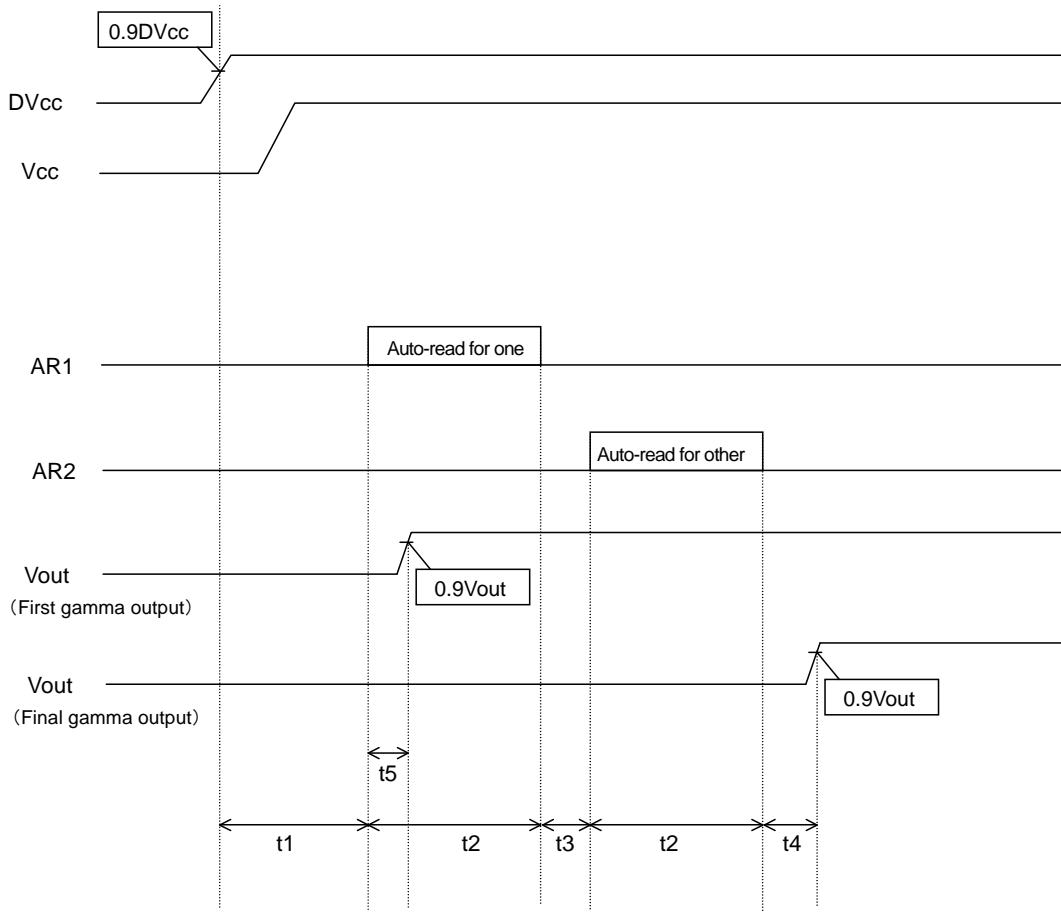 0.9DVcc
DVcc
Vcc
Auto-read for one
AR1
Auto-read for other
AR2
Vout
（First gamma output）
0.9Vout
Vout
（Final gamma output）
0.9Vout
t5
t1 t2 t3 t2 t4